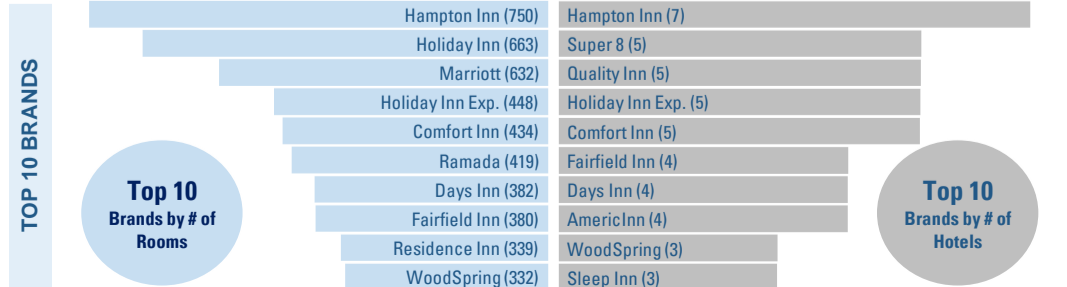 TOP 10 BRANDS
Top 10
Brands by # of
Rooms
Hampton Inn (750)
Holiday Inn (663)
Marriott (632)
Holiday Inn Exp. (448)
Comfort Inn (434)
Ramada (419)
Days Inn (382)
Fairfield Inn (380)
Residence Inn (339)
WoodSpring (332)
Hampton Inn (7)
Super 8 (5)
Quality Inn (5)
Holiday Inn Exp. (5)
Comfort Inn (5)
Fairfield Inn (4)
Days Inn (4)
AmericInn (4)
WoodSpring (3)
Sleep Inn (3)
Top 10
Brands by # of
Hotels